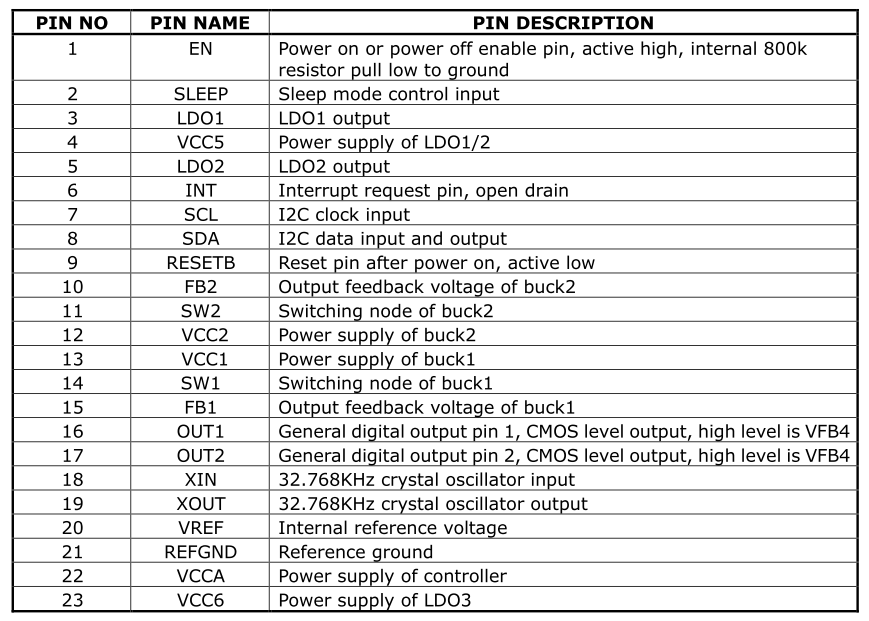 PIN NO PIN NAME PIN DESCRIPTION
1 EN Power on or power off enable pin, active high, internal 800k
resistor pull low to ground
2 SLEEP Sleep mode control input
3 LDO1 LDO1 output
4 VCC5 Power supply of LDO1/2
5 LDO2 LDO2 output
6 INT Interrupt request pin, open drain
7 SCL I2C clock input
8 SDA I2C data input and output
9 RESETB Reset pin after power on, active low
10 FB2 Output feedback voltage of buck2
11 SW2 Switching node of buck2
12 VCC2 Power supply of buck2
13 VCC1 Power supply of buck1
14 SW1 Switching node of buck1
15 FB1 Output feedback voltage of buck1
16 OUT1 General digital output pin 1, CMOS level output, high level is VFB4
17 OUT2 General digital output pin 2, CMOS level output, high level is VFB4
18 XIN 32.768KHz crystal oscillator input
19 XOUT 32.768KHz crystal oscillator output
20 VREF Internal reference voltage
21 REFGND Reference ground
22 VCCA Power supply of controller
23 VCC6 Power supply of LDO3